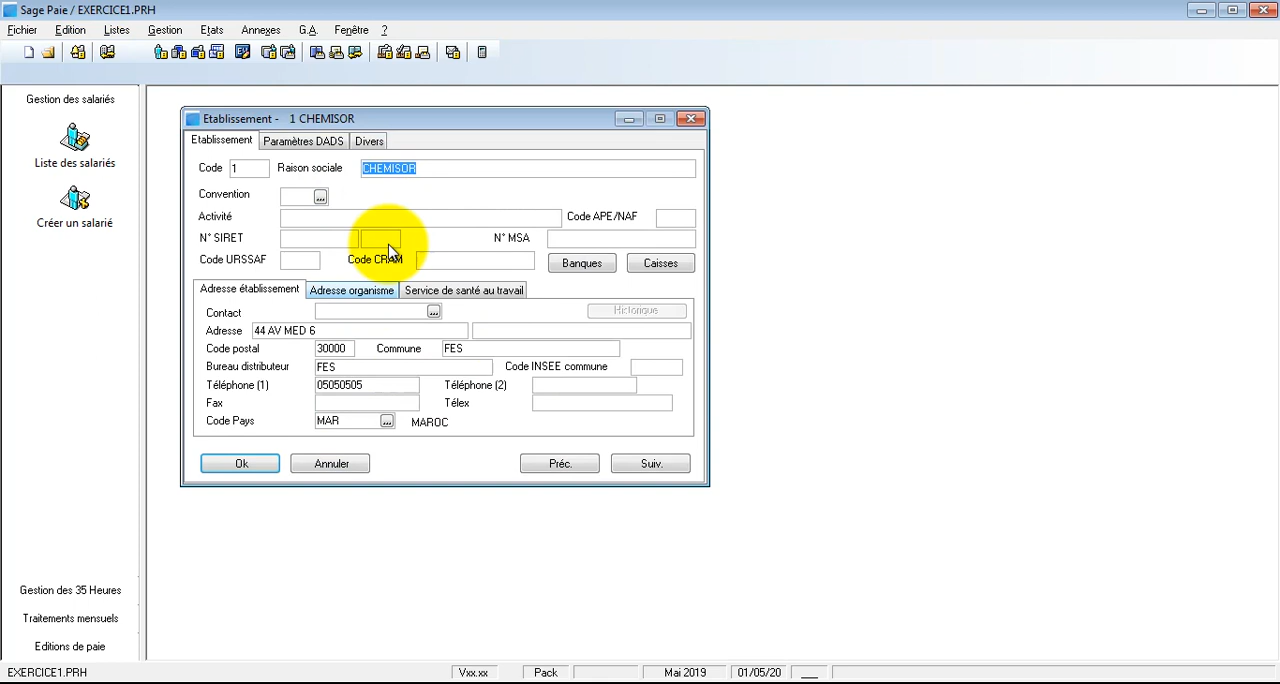 Sage Paie / EXERCICE1.PRH
Fichier Edition Listes Gestion Etats Annexes G.A. Fenêtre ?
Gestion des salariés
Liste des salariés
Créer un salarié
Etablissement - 1 CHEMISOR
Etablissement Paramètres DADS Divers
Code 1 Raison sociale CHEMISOR
Convention ...
Activité Code APE/NAF
N° SIRET N° MSA
Code URSSAF Code CRAM Banques Caisses
Adresse établissement Adresse organisme Service de santé au travail
Contact ... Historique
Adresse 44 AV MED 6
Code postal 30000 Commune FES
Bureau distributeur FES Code INSEE commune
Téléphone (1) 05050505 Téléphone (2)
Fax Télex
Code Pays MAR ... MAROC
Ok Annuler Préc. Suiv.
Gestion des 35 Heures
Traitements mensuels
Editions de paie
EXERCICE1.PRH Vxx.xx Pack Mai 2019 01/05/20 ___